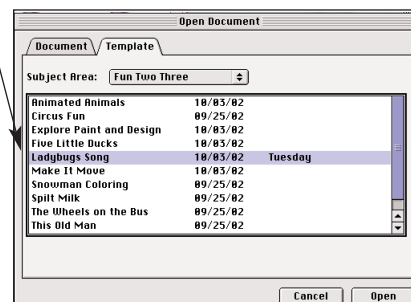 Open Document
Document Template
Subject Area: Fun Two Three
Animated Animals 10/03/02
Circus Fun 09/25/02
Explore Paint and Design 10/03/02
Five Little Ducks 10/03/02
Ladybugs Song 10/03/02 Tuesday
Make It Move 10/03/02
Snowman Coloring 09/25/02
Spilt Milk 09/25/02
The Wheels on the Bus 09/25/02
This Old Man 09/25/02
Cancel Open